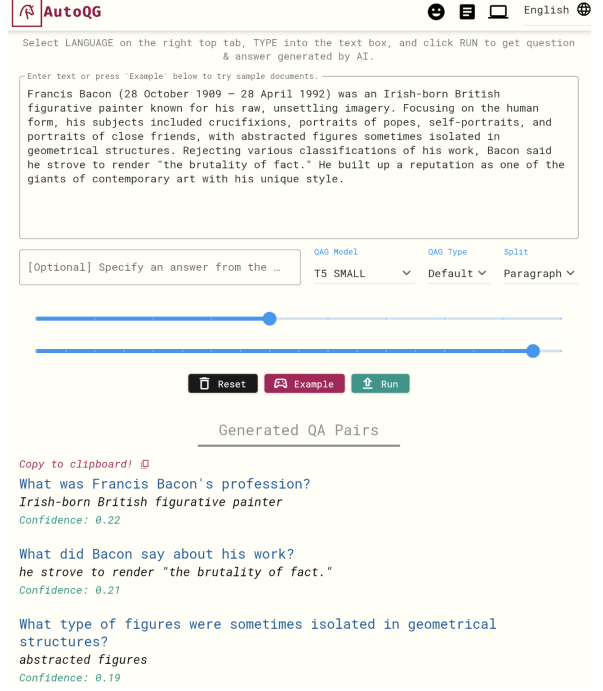 AutoQG
English
Select LANGUAGE on the right top tab, TYPE into the text box, and click RUN to get question
& answer generated by AI.
Enter text or press `Example` below to try sample documents.
Francis Bacon (28 October 1909 – 28 April 1992) was an Irish-born British
figurative painter known for his raw, unsettling imagery. Focusing on the human
form, his subjects included crucifixions, portraits of popes, self-portraits, and
portraits of close friends, with abstracted figures sometimes isolated in
geometrical structures. Rejecting various classifications of his work, Bacon said
he strove to render "the brutality of fact." He built up a reputation as one of the
giants of contemporary art with his unique style.
[Optional] Specify an answer from the …
QAG Model
T5 SMALL
QAG Type
Default
Split
Paragraph
Reset
Example
Run
Generated QA Pairs
Copy to clipboard!
What was Francis Bacon's profession?
Irish-born British figurative painter
Confidence: 0.22
What did Bacon say about his work?
he strove to render "the brutality of fact."
Confidence: 0.21
What type of figures were sometimes isolated in geometrical
structures?
abstracted figures
Confidence: 0.19